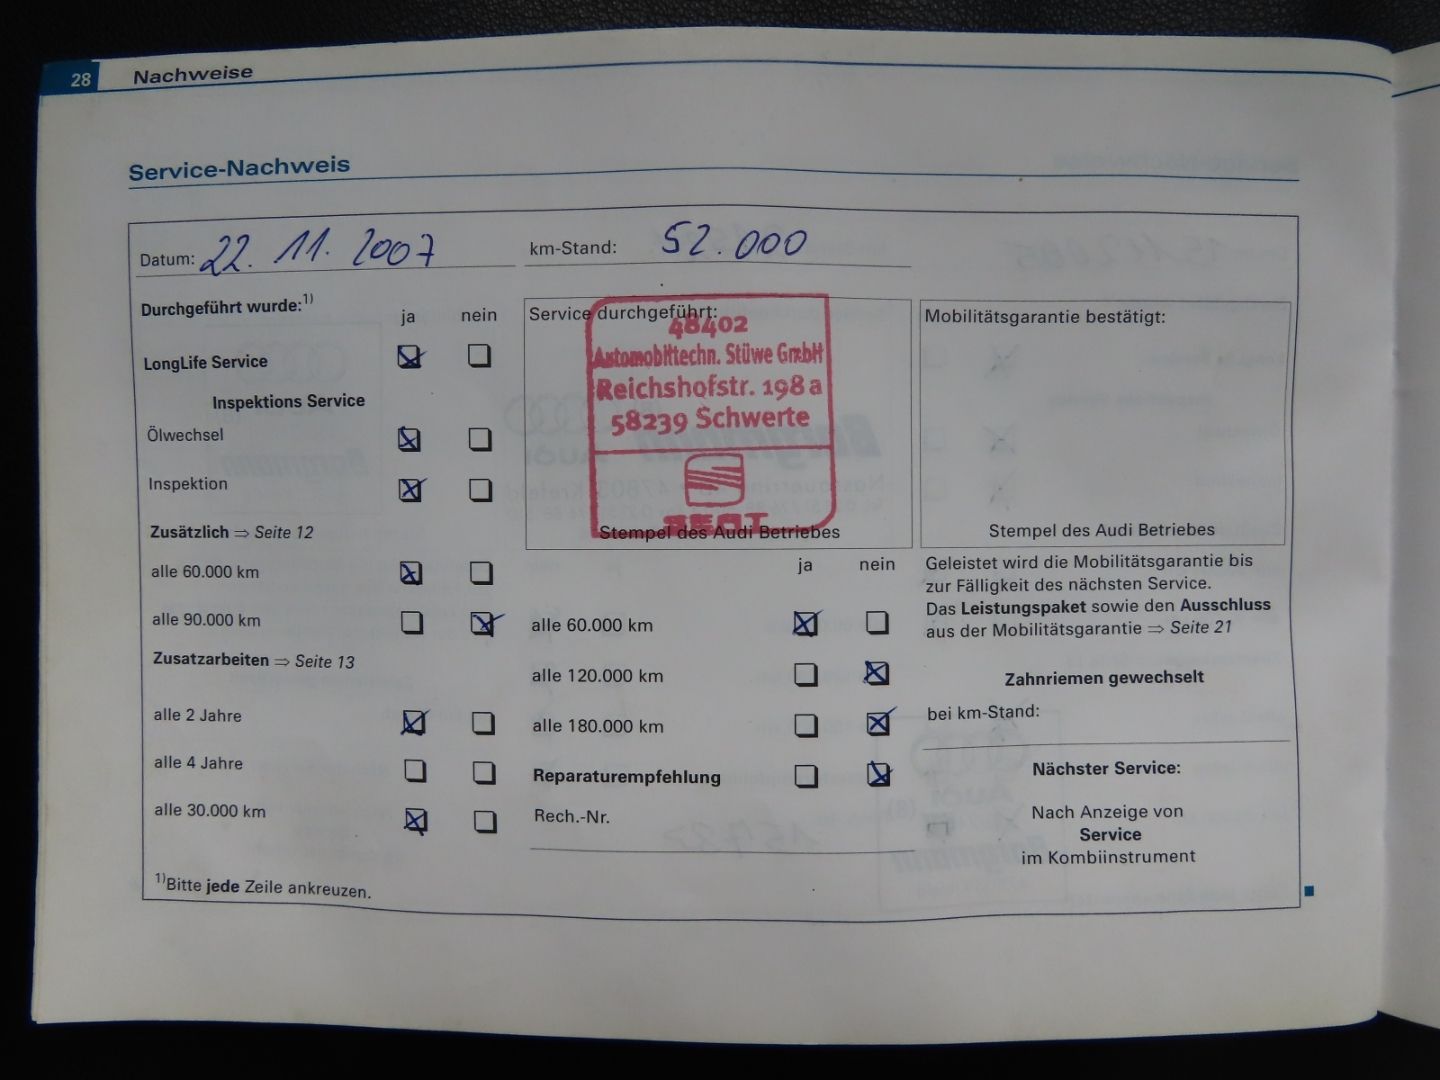 28 Nachweise
Service-Nachweis
Datum: 22. 11. 2007 km-Stand: 52.000
Durchgeführt wurde:1) ja nein
LongLife Service
Inspektions Service
Ölwechsel
Inspektion
Zusätzlich ⇒ Seite 12
alle 60.000 km
alle 90.000 km
Zusatzarbeiten ⇒ Seite 13
alle 2 Jahre
alle 4 Jahre
alle 30.000 km
1)Bitte jede Zeile ankreuzen.
Service durchgeführt:
48402
Automobiltechn. Stüwe GmbH
Reichshofstr. 198 a
58239 Schwerte
SEAT
Stempel des Audi Betriebes
ja nein
alle 60.000 km
alle 120.000 km
alle 180.000 km
Reparaturempfehlung
Rech.-Nr.
Mobilitätsgarantie bestätigt:
Stempel des Audi Betriebes
Geleistet wird die Mobilitätsgarantie bis
zur Fälligkeit des nächsten Service.
Das Leistungspaket sowie den Ausschluss
aus der Mobilitätsgarantie ⇒ Seite 21
Zahnriemen gewechselt
bei km-Stand:
Nächster Service:
Nach Anzeige von
Service
im Kombiinstrument